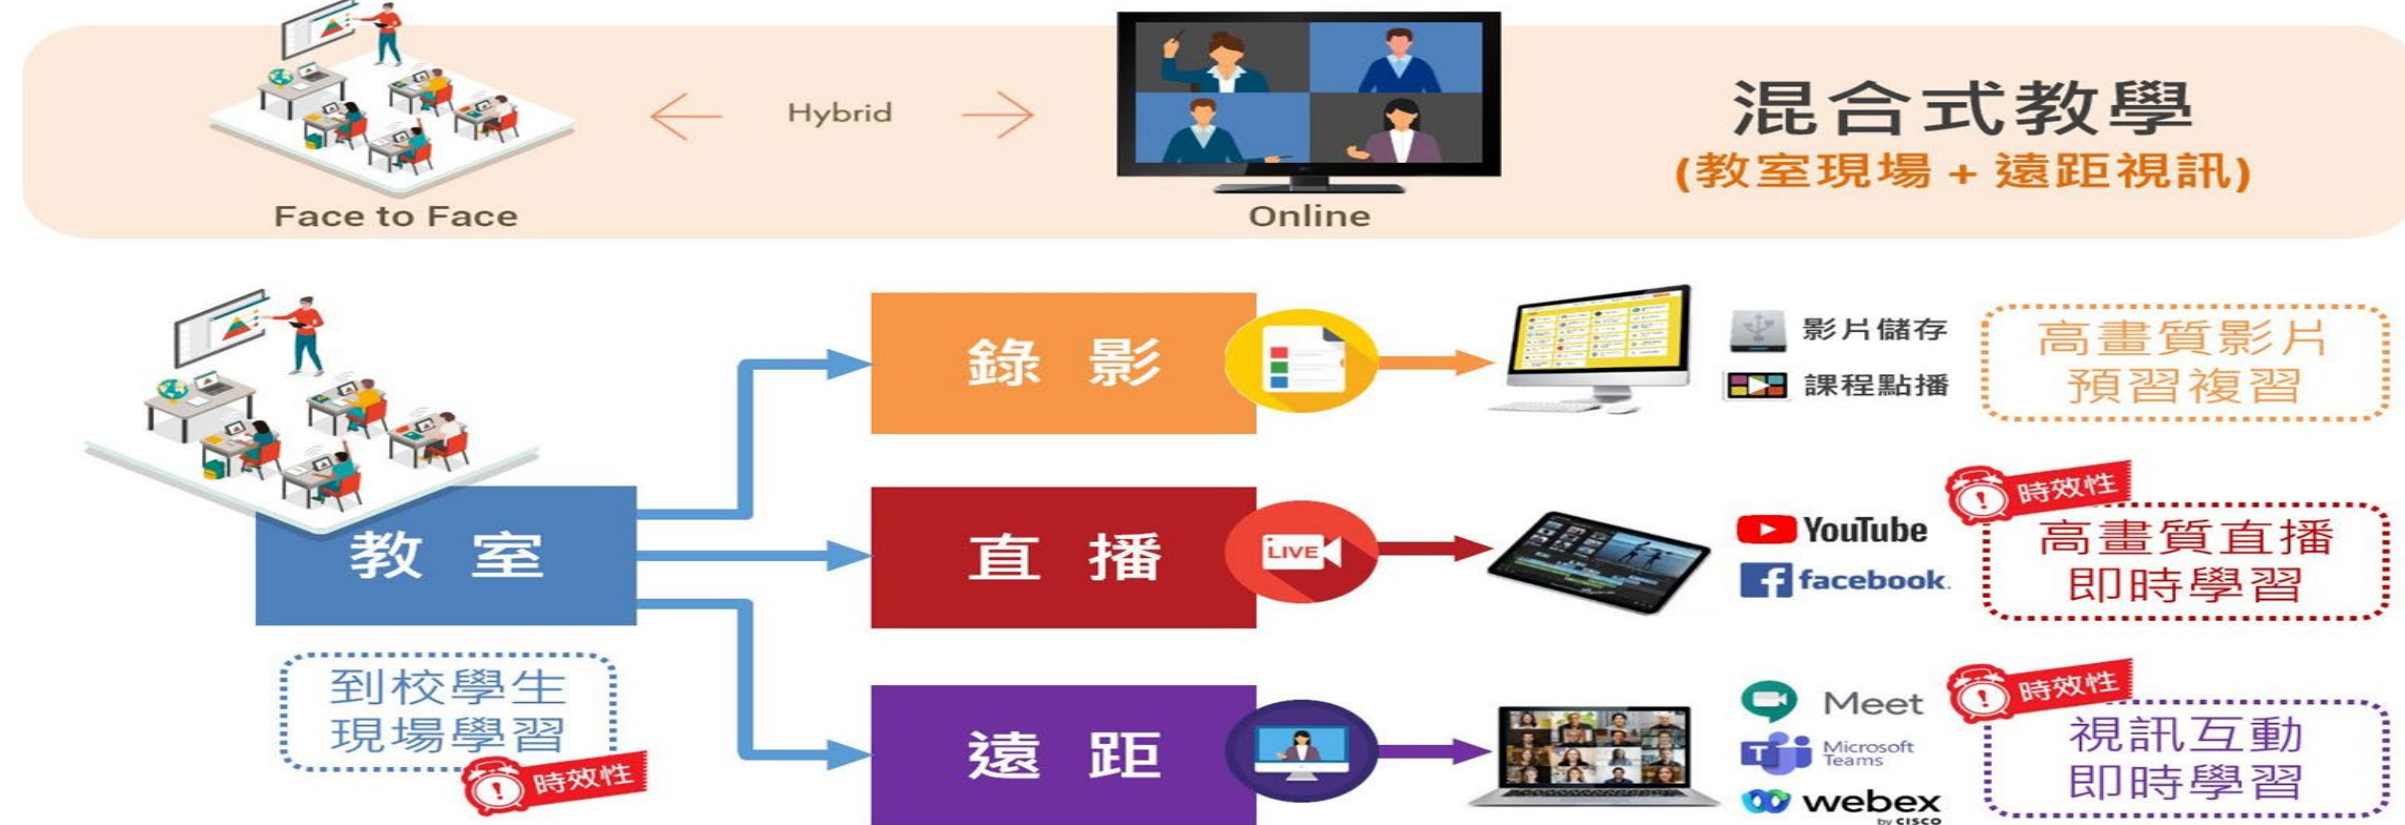 Hybrid
混合式教學
(教室現場 + 遠距視訊)
Face to Face
Online
錄 影
影片儲存
課程點播
高畫質影片
預習複習
教 室
到校學生
現場學習
時效性
直 播
LIVE
YouTube
facebook.
時效性
高畫質直播
即時學習
遠 距
Meet
Microsoft
Teams
webex
by CISCO
時效性
視訊互動
即時學習